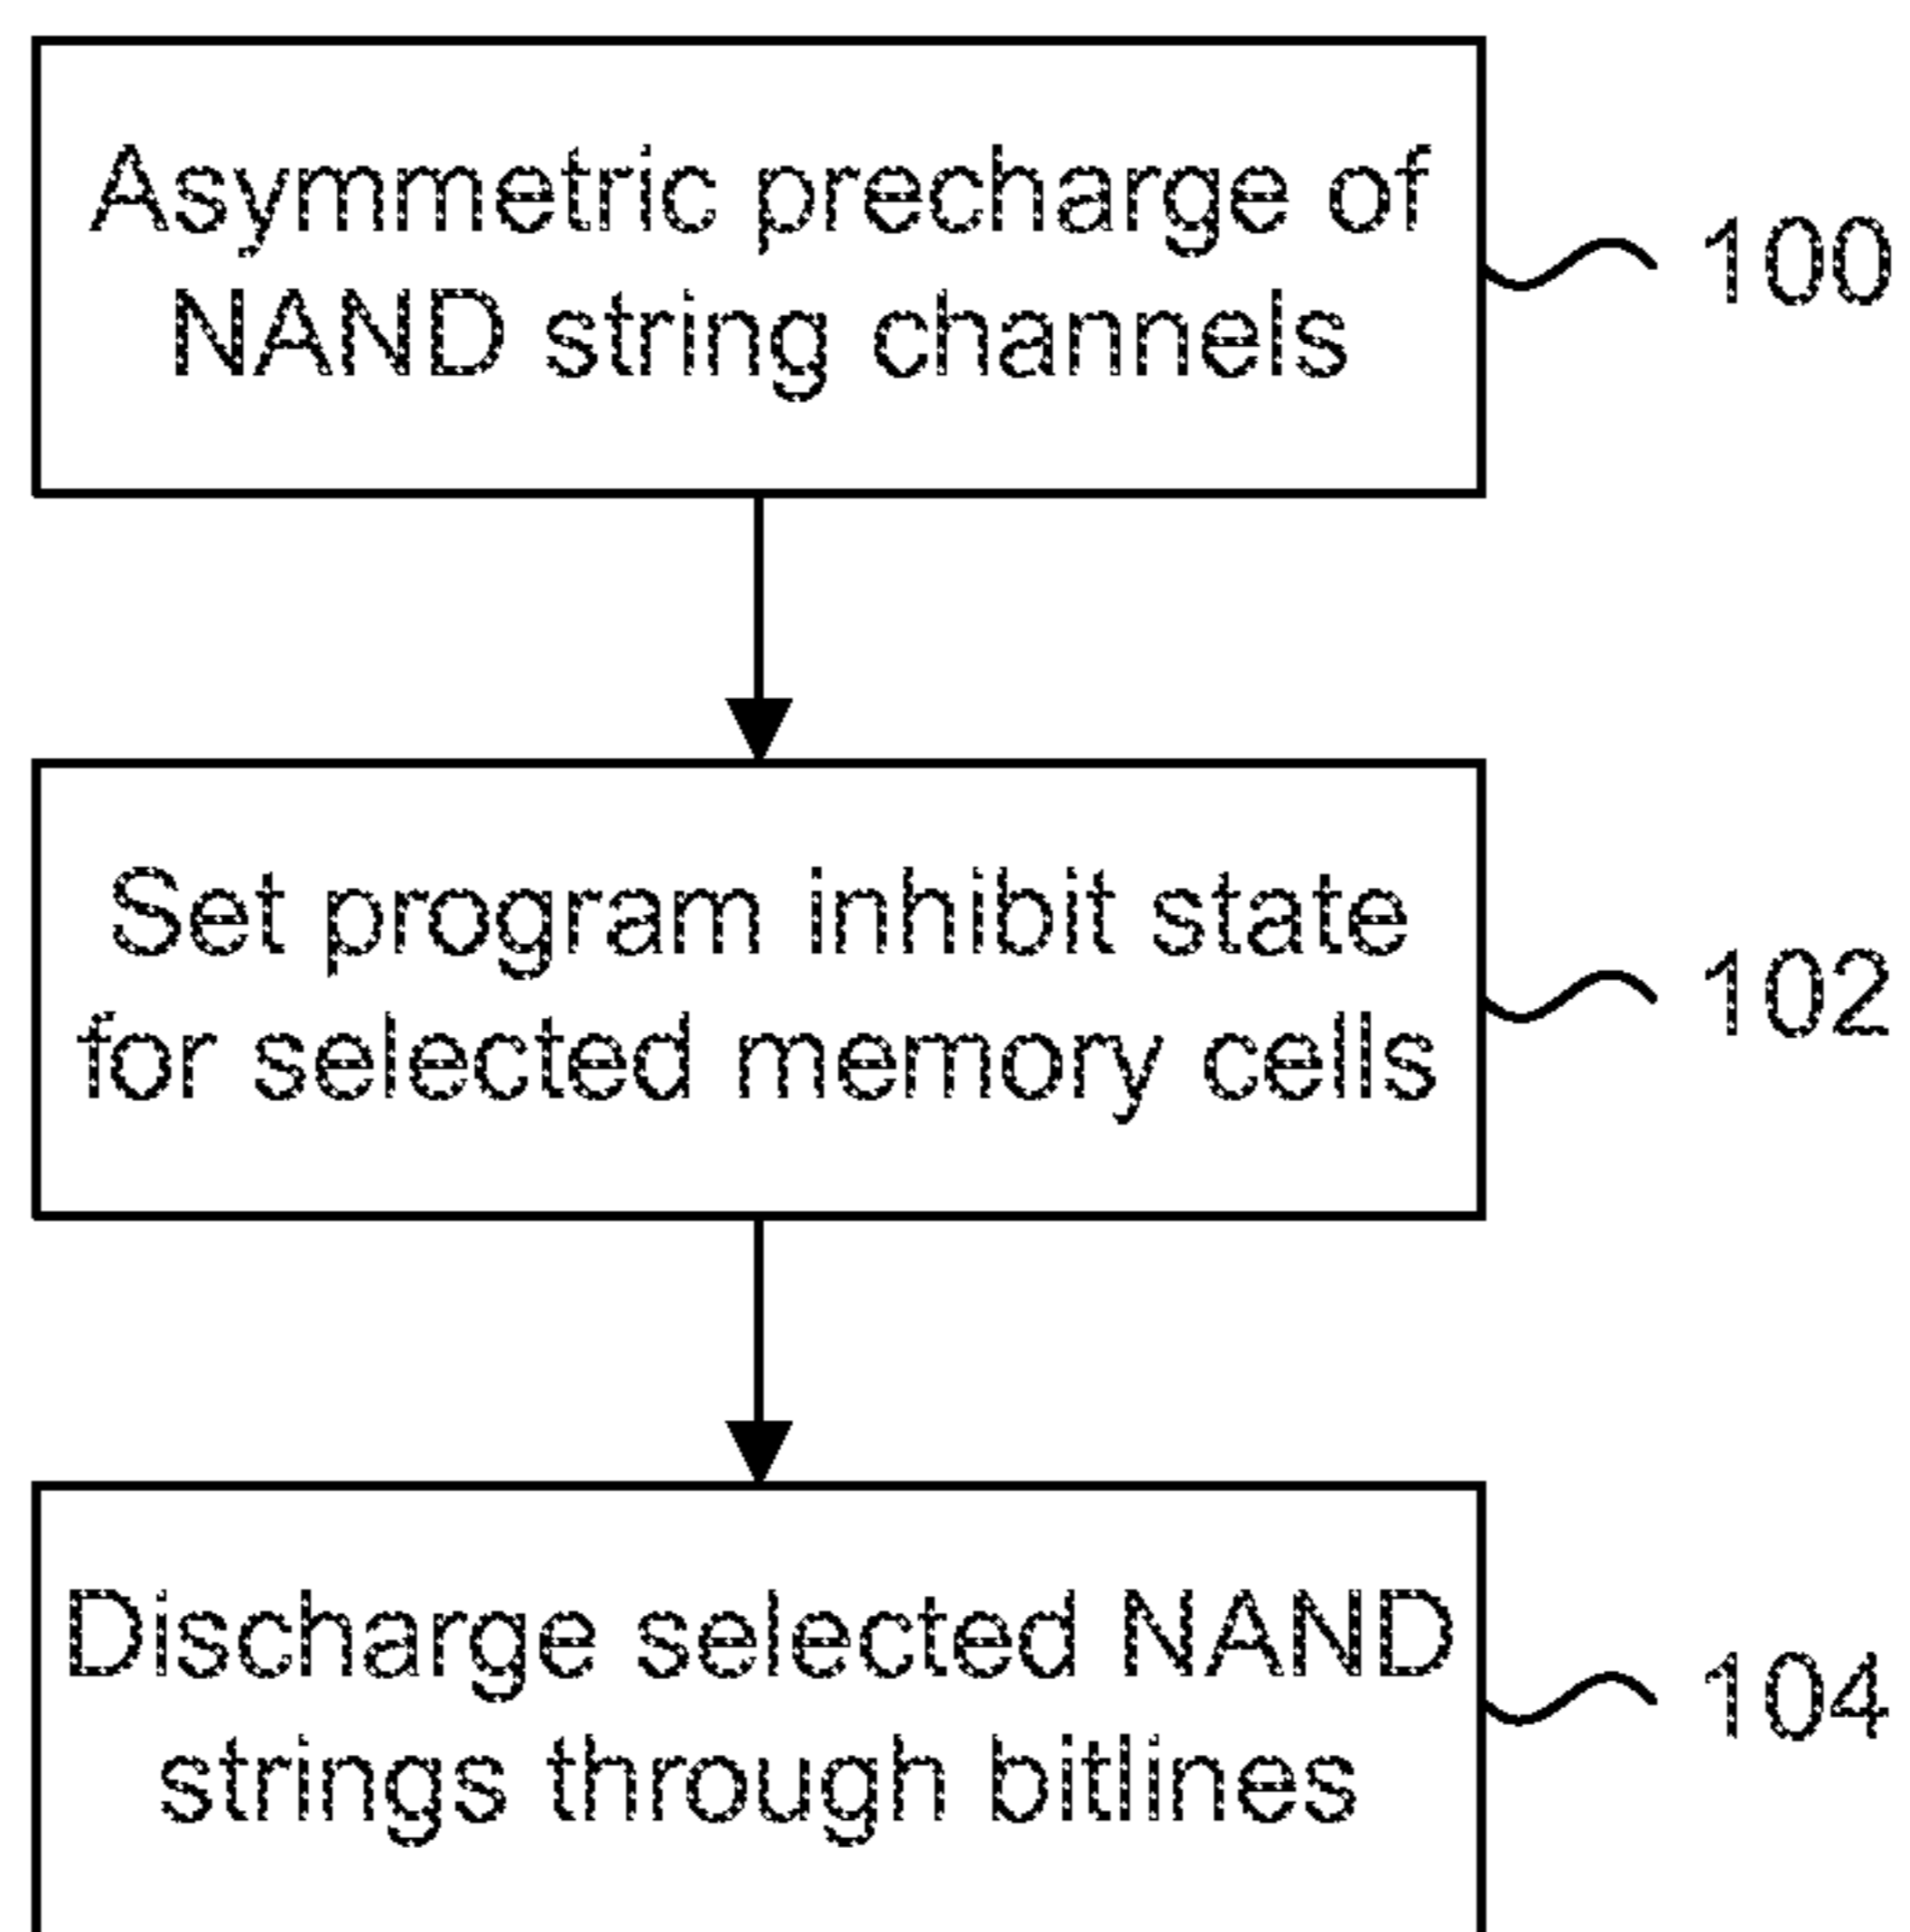 Asymmetric precharge of
NAND string channels
100
Set program inhibit state
for selected memory cells
102
Discharge selected NAND
strings through bitlines
104